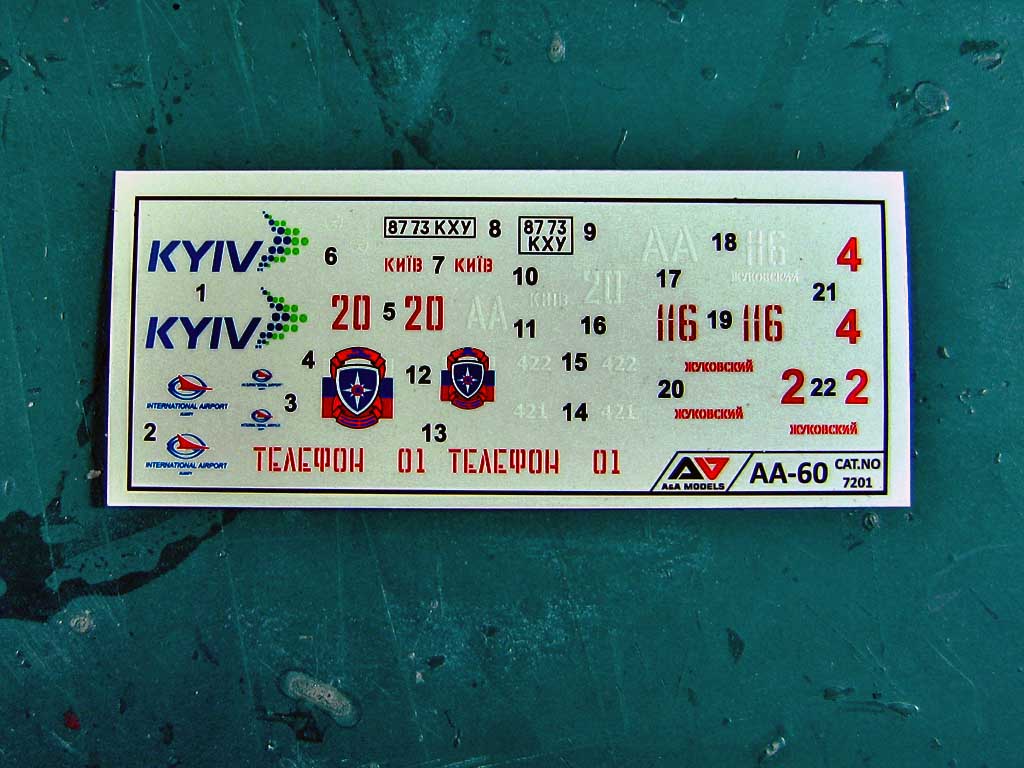 KYIV
1
KYIV
6
87 73 КХУ
8
87 73
КХУ
9
КИЇВ 7 КИЇВ
20 5 20
10
АА
КИЇВ
20
11
16
АА
18
116
ЖУКОВСКИЙ
17
4
21
4
116 19 116
4
12
422
15
422
ЖУКОВСКИЙ
20
ЖУКОВСКИЙ
2 22 2
ЖУКОВСКИЙ
421
14
421
13
INTERNATIONAL AIRPORT
INTERNATIONAL AIRPORT
3
2
INTERNATIONAL AIRPORT
ТЕЛЕФОН 01 ТЕЛЕФОН 01
A&A MODELS
AA-60
CAT.NO
7201